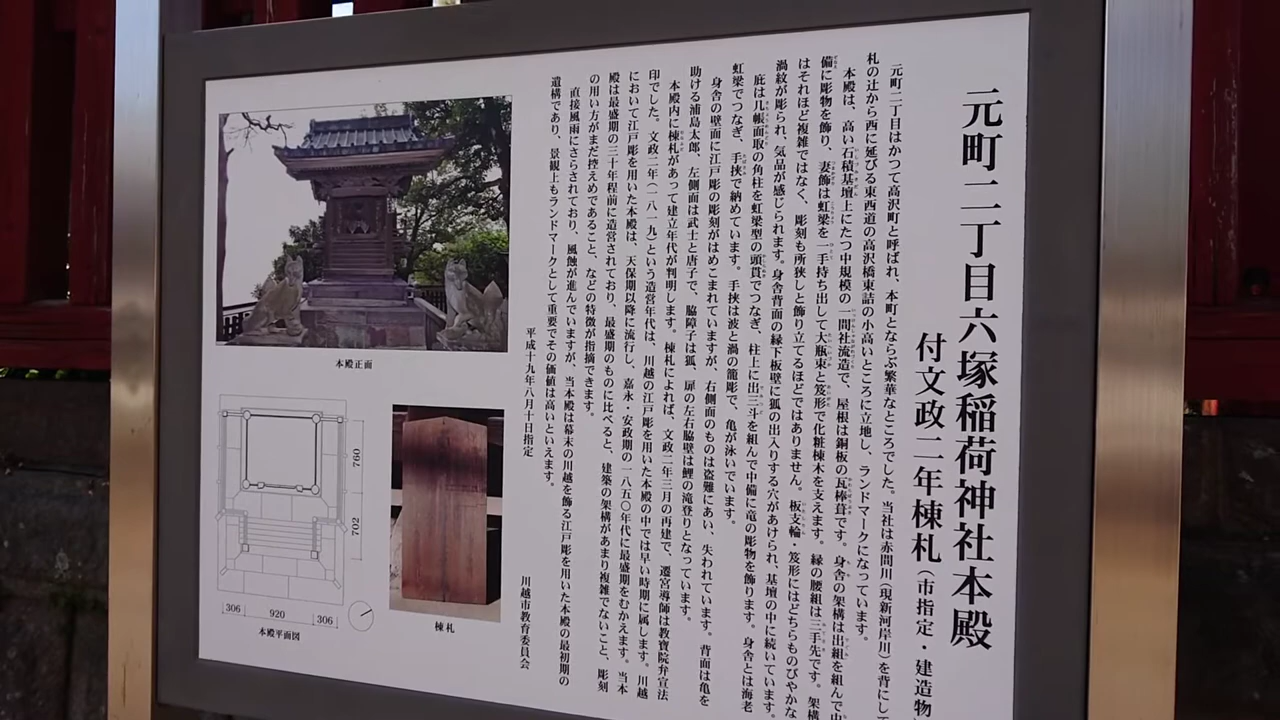 元町二丁目六塚稲荷神社本殿
付文政二年棟札(市指定・建造物
元町二丁目はかつて高沢町と呼ばれ、本町とならぶ繁華なところでした。当社は赤間川(現新河岸川)を背にして
札の辻から西に延びる東西道の高沢橋東詰の小高いところに立地し、ランドマークになっています。
本殿は、高い石積基壇上にたつ中規模の一間社流造で、屋根は銅板の瓦棒葺です。身舎の架構は出組を組んで中
備に彫物を飾り、妻飾は虹梁を一手持ち出して大瓶束と笈形で化粧棟木を支えます。縁の腰組は三手先です。架構
はそれほど複雑ではなく、彫刻も所狭しと飾り立てるほどではありません。板支輪・笈形にはどちらものびやかな
渦紋が彫られ、気品が感じられます。身舎背面の縁下板壁に狐の出入りする穴があけられ、基壇の中に続いています。
庇は几帳面取の角柱を虹梁型の頭貫でつなぎ、柱上に出三斗を組んで中備に竜の彫物を飾ります。身舎とは海老
虹梁でつなぎ、手挟で納めています。手挟は波と渦の籠彫で、亀が泳いでいます。
身舎の壁面に江戸彫の彫刻がはめこまれていますが、右側面のものは盗難にあい、失われています。背面は亀を
助ける浦島太郎、左側面は武士と唐子で、脇障子は狐、扉の左右脇壁は鯉の滝登りとなっています。
本殿内に棟札があって建立年代が判明します。棟札によれば、文政二年三月の再建で、遷宮導師は教寶院弁宣法
印でした。文政二年(一八一九)という造営年代は、川越の江戸彫を用いた本殿の中では早い時期に属します。川越
において江戸彫を用いた本殿は、天保期以降に流行し、嘉永・安政期の一八五〇年代に最盛期をむかえます。当本
殿は最盛期の三十年程前に造営されており、最盛期のものに比べると、建築の架構があまり複雑でないこと、彫刻
の用い方がまだ控えめであること、などの特徴が指摘できます。
直接風雨にさらされており、風蝕が進んでいますが、当本殿は幕末の川越を飾る江戸彫を用いた本殿の最初期の
遺構であり、景観上もランドマークとして重要でその価値は高いといえます。
平成十九年八月十日指定
川越市教育委員会
本殿正面
760
702
306 920 306
本殿平面図
棟札